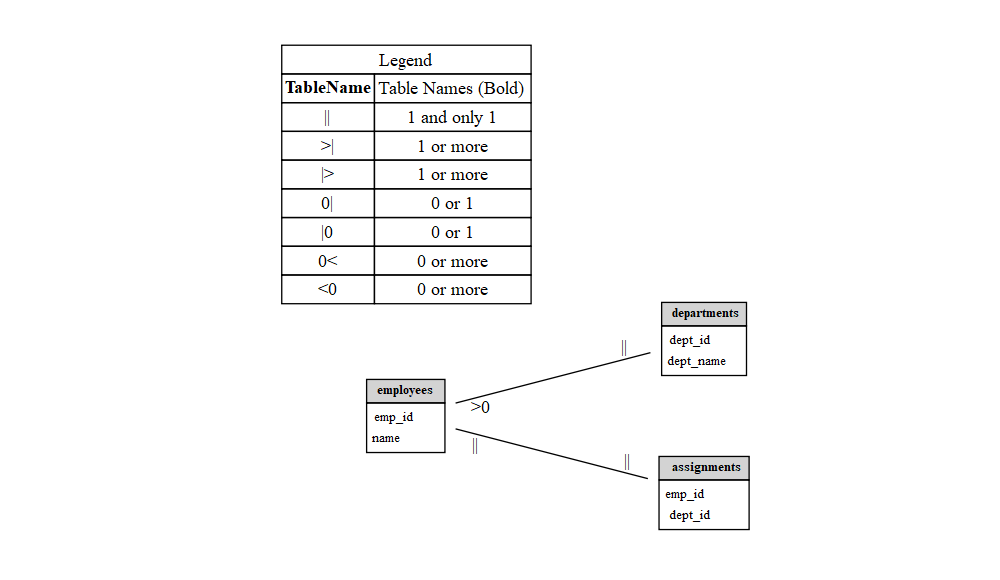 Legend
TableName Table Names (Bold)
|| 1 and only 1
>| 1 or more
|> 1 or more
0| 0 or 1
|0 0 or 1
0< 0 or more
<0 0 or more
departments
dept_id
dept_name
||
employees
emp_id
name
>0
||
||
assignments
emp_id
dept_id